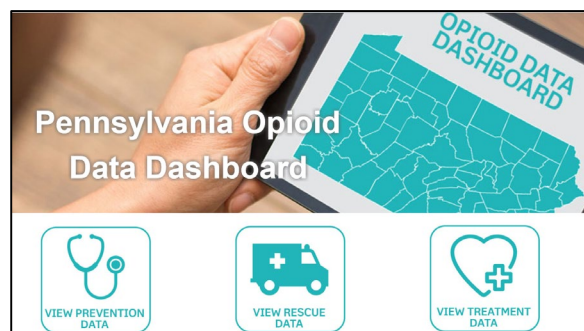 OPIOID DATA
DASHBOARD
Pennsylvania Opioid
Data Dashboard
VIEW PREVENTION
DATA
VIEW RESCUE
DATA
VIEW TREATMENT
DATA